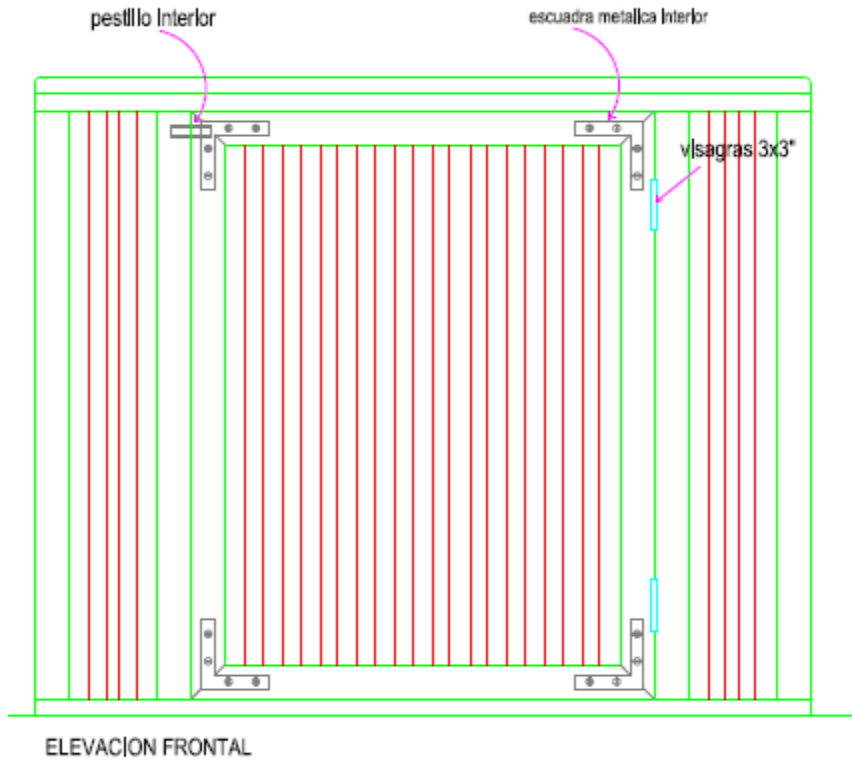 pestillo interior
escuadra metalica interior
visagras 3x3"
ELEVACION FRONTAL